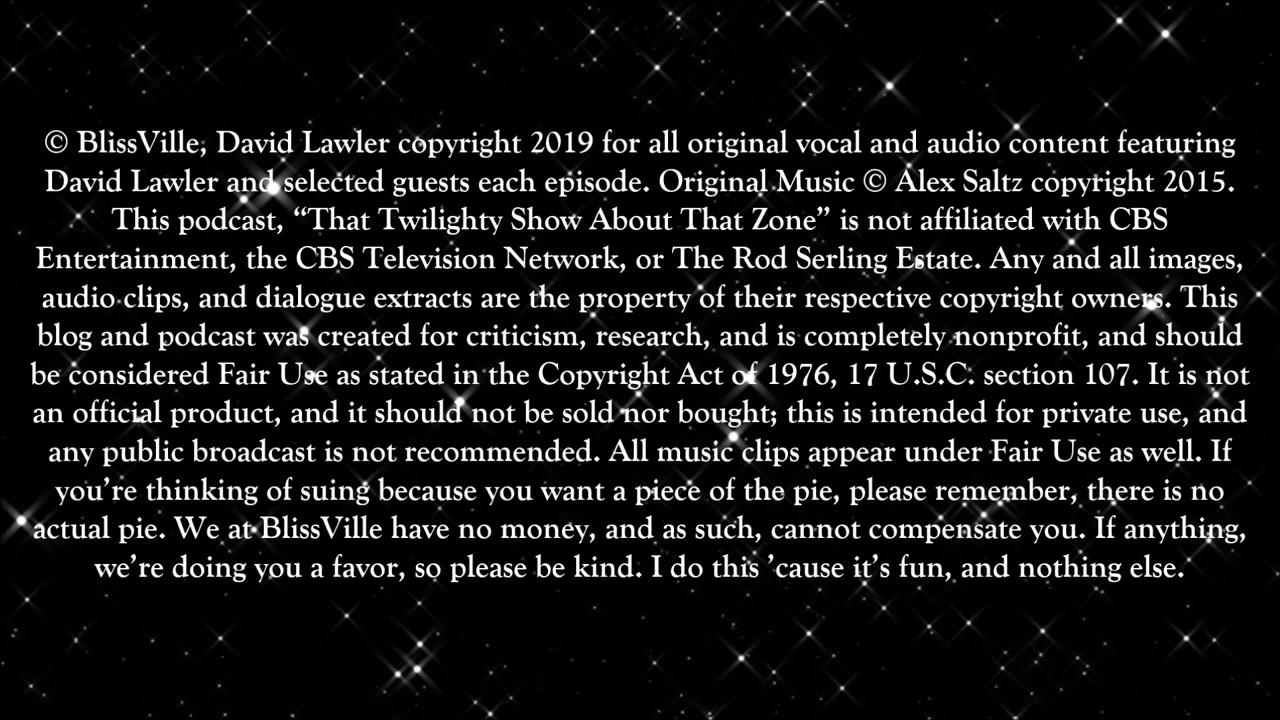 © BlissVille, David Lawler copyright 2019 for all original vocal and audio content featuring
David Lawler and selected guests each episode. Original Music © Alex Saltz copyright 2015.
This podcast, “That Twilighty Show About That Zone” is not affiliated with CBS
Entertainment, the CBS Television Network, or The Rod Serling Estate. Any and all images,
audio clips, and dialogue extracts are the property of their respective copyright owners. This
blog and podcast was created for criticism, research, and is completely nonprofit, and should
be considered Fair Use as stated in the Copyright Act of 1976, 17 U.S.C. section 107. It is not
an official product, and it should not be sold nor bought; this is intended for private use, and
any public broadcast is not recommended. All music clips appear under Fair Use as well. If
you’re thinking of suing because you want a piece of the pie, please remember, there is no
actual pie. We at BlissVille have no money, and as such, cannot compensate you. If anything,
we’re doing you a favor, so please be kind. I do this ’cause it’s fun, and nothing else.